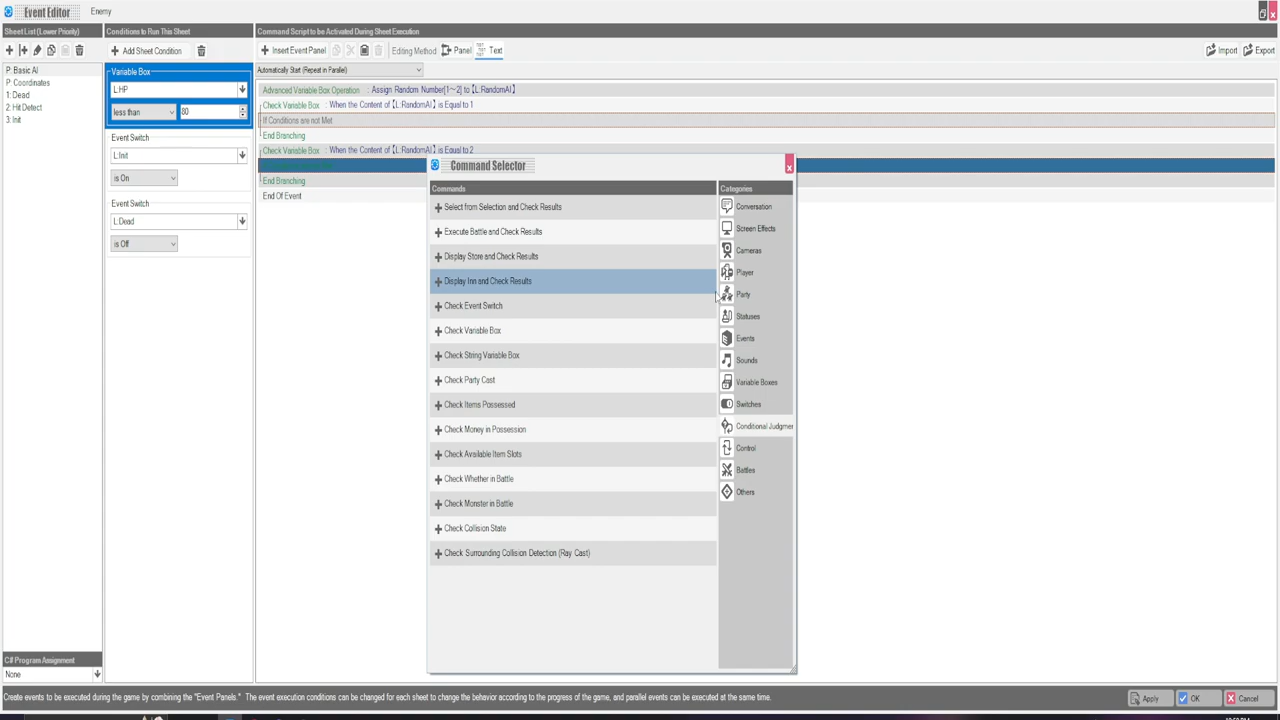 Event Editor
Enemy
Sheet List (Lower Priority)
Conditions to Run This Sheet
Command Script to be Activated During Sheet Execution
Add Sheet Condition
Insert Event Panel
Editing Method
Panel
Text
Import
Export
P: Basic AI
P: Coordinates
1: Dead
2: Hit Detect
3: Init
Variable Box
L:HP
less than
80
Event Switch
L:Init
is On
Event Switch
L:Dead
is Off
Automatically Start (Repeat in Parallel)
Advanced Variable Box Operation : Assign Random Number[1~2] to【L:RandomAI】
Check Variable Box : When the Content of【L:RandomAI】is Equal to 1
If Conditions are not Met
End Branching
Check Variable Box : When the Content of【L:RandomAI】is Equal to 2
End Branching
End Of Event
Command Selector
Commands
Select from Selection and Check Results
Execute Battle and Check Results
Display Store and Check Results
Display Inn and Check Results
Check Event Switch
Check Variable Box
Check String Variable Box
Check Party Cast
Check Items Possessed
Check Money in Possession
Check Available Item Slots
Check Whether in Battle
Check Monster in Battle
Check Collision State
Check Surrounding Collision Detection (Ray Cast)
Categories
Conversation
Screen Effects
Cameras
Player
Party
Statuses
Events
Sounds
Variable Boxes
Switches
Conditional Judgmer
Control
Battles
Others
C# Program Assignment
None
Create events to be executed during the game by combining the "Event Panels." The event execution conditions can be changed for each sheet to change the behavior according to the progress of the game, and parallel events can be executed at the same time.
Apply
OK
Cancel